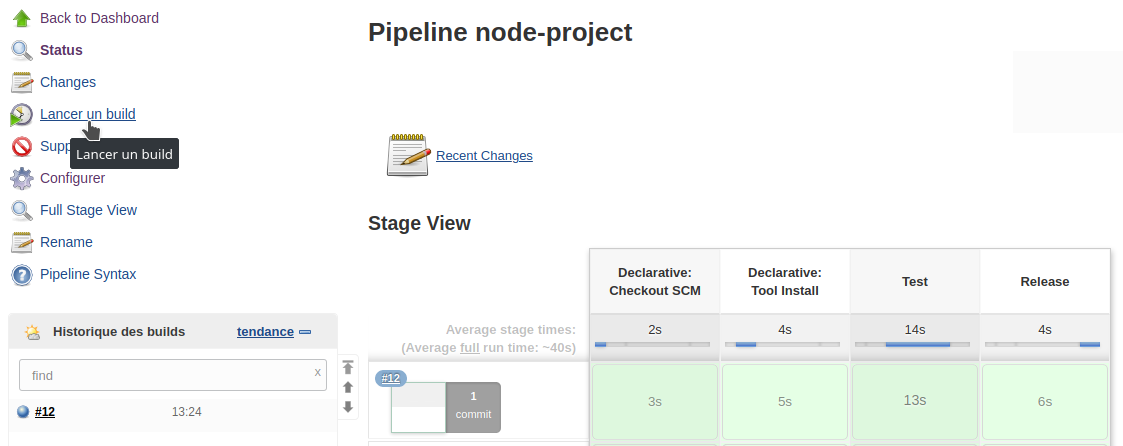 Back to Dashboard
Status
Changes
Lancer un build
Supp
Lancer un build
Configurer
Full Stage View
Rename
Pipeline Syntax
Historique des builds tendance
find x
#12 13:24
Pipeline node-project
Recent Changes
Stage View
Declarative: Declarative: Test Release
Checkout SCM Tool Install
Average stage times: 2s 4s 14s 4s
(Average full run time: ~40s)
#12
1
commit
3s 5s 13s 6s